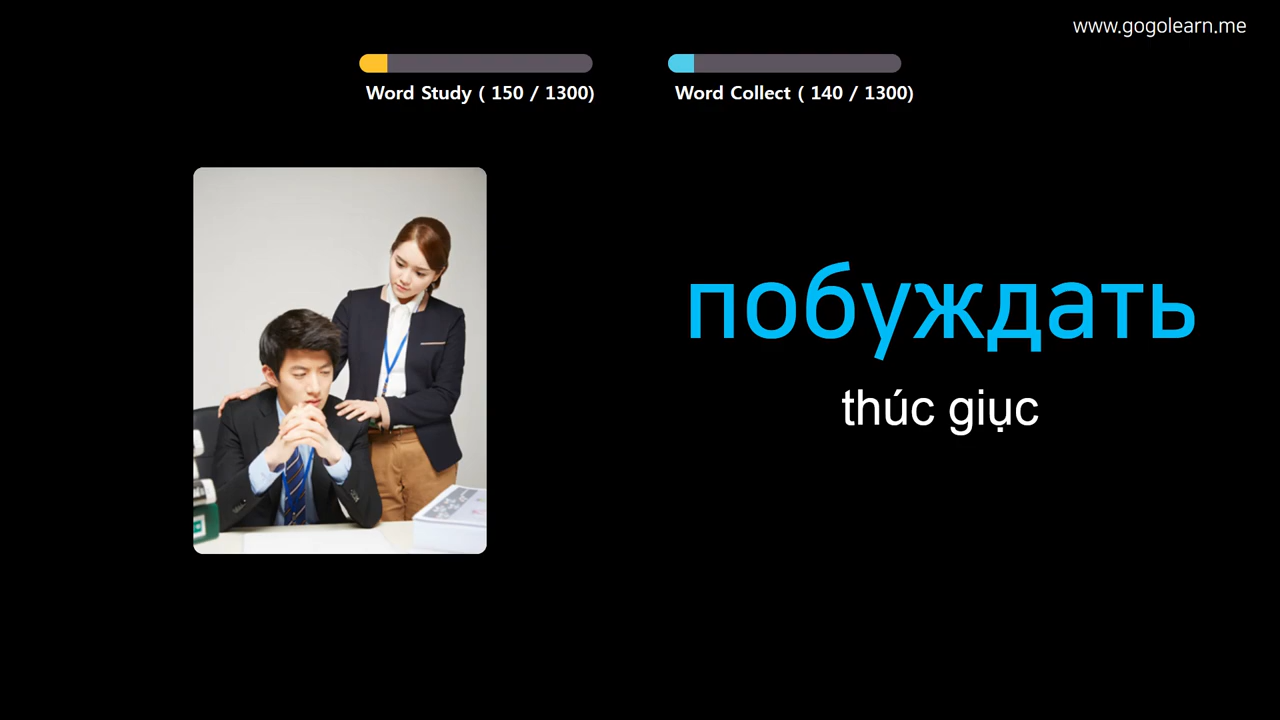 www.gogolearn.me
Word Study ( 150 / 1300)
Word Collect ( 140 / 1300)
побуждать
thúc giục